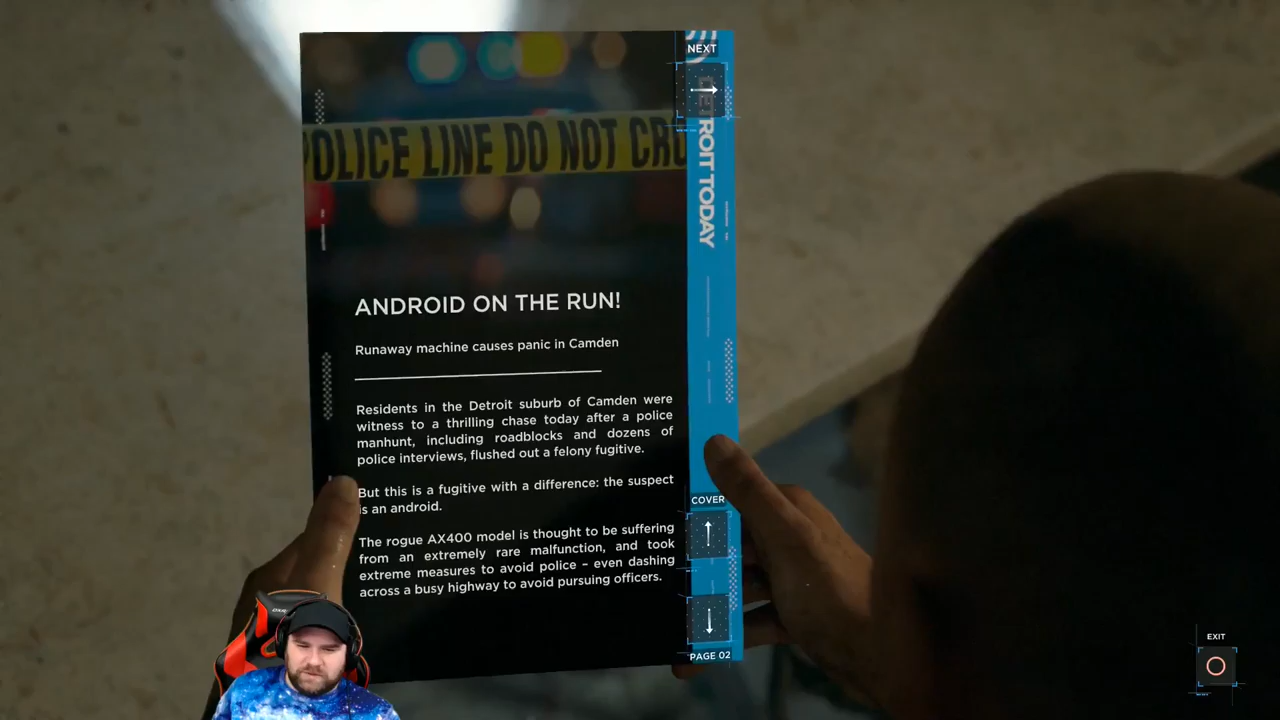 NEXT
POLICE LINE DO NOT CRO
DETROIT TODAY
ANDROID ON THE RUN!
Runaway machine causes panic in Camden
Residents in the Detroit suburb of Camden were
witness to a thrilling chase today after a police
manhunt, including roadblocks and dozens of
police interviews, flushed out a felony fugitive.
But this is a fugitive with a difference: the suspect
is an android.
The rogue AX400 model is thought to be suffering
from an extremely rare malfunction, and took
extreme measures to avoid police – even dashing
across a busy highway to avoid pursuing officers.
COVER
PAGE 02
EXIT